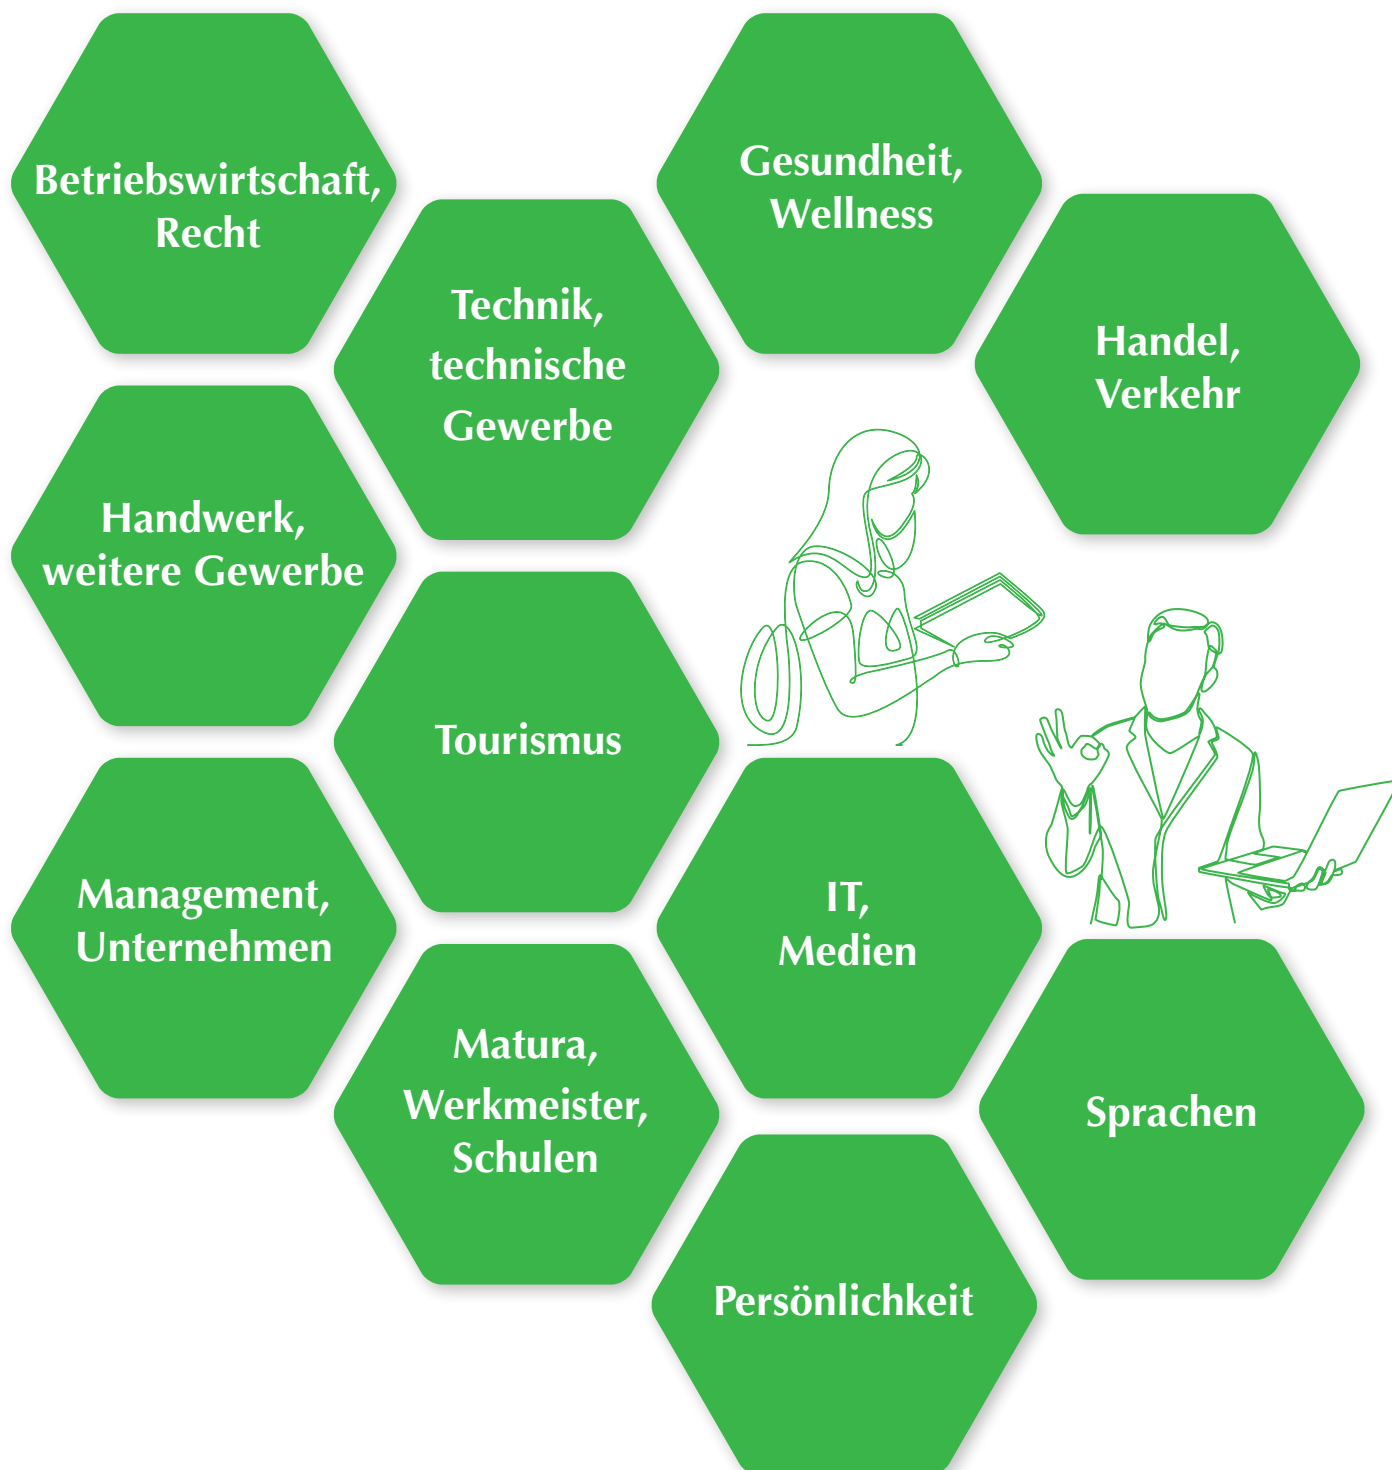 Betriebswirtschaft,
Recht
Gesundheit,
Wellness
Technik,
technische
Gewerbe
Handel,
Verkehr
Handwerk,
weitere Gewerbe
Tourismus
Management,
Unternehmen
IT,
Medien
Matura,
Werkmeister,
Schulen
Sprachen
Persönlichkeit